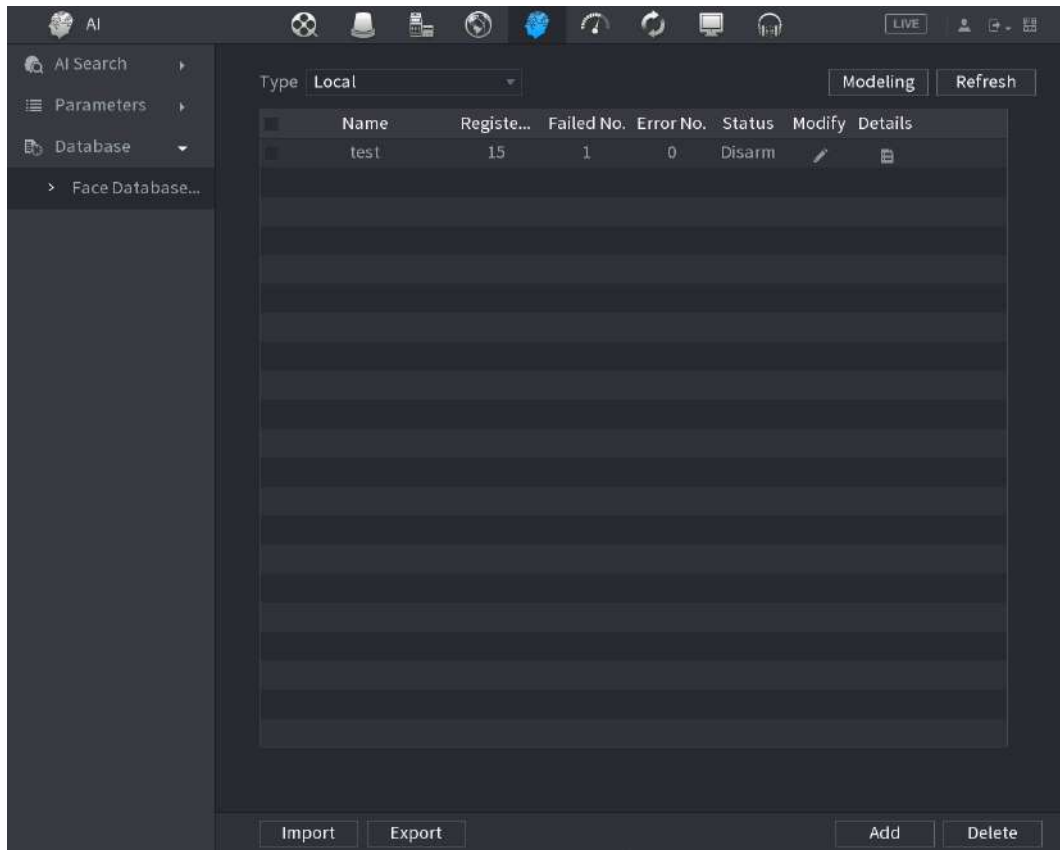 AI
LIVE
AI Search
Parameters
Database
Face Database...
Type Local
Modeling Refresh
Name Registe... Failed No. Error No. Status Modify Details
test 15 1 0 Disarm
Import Export Add Delete